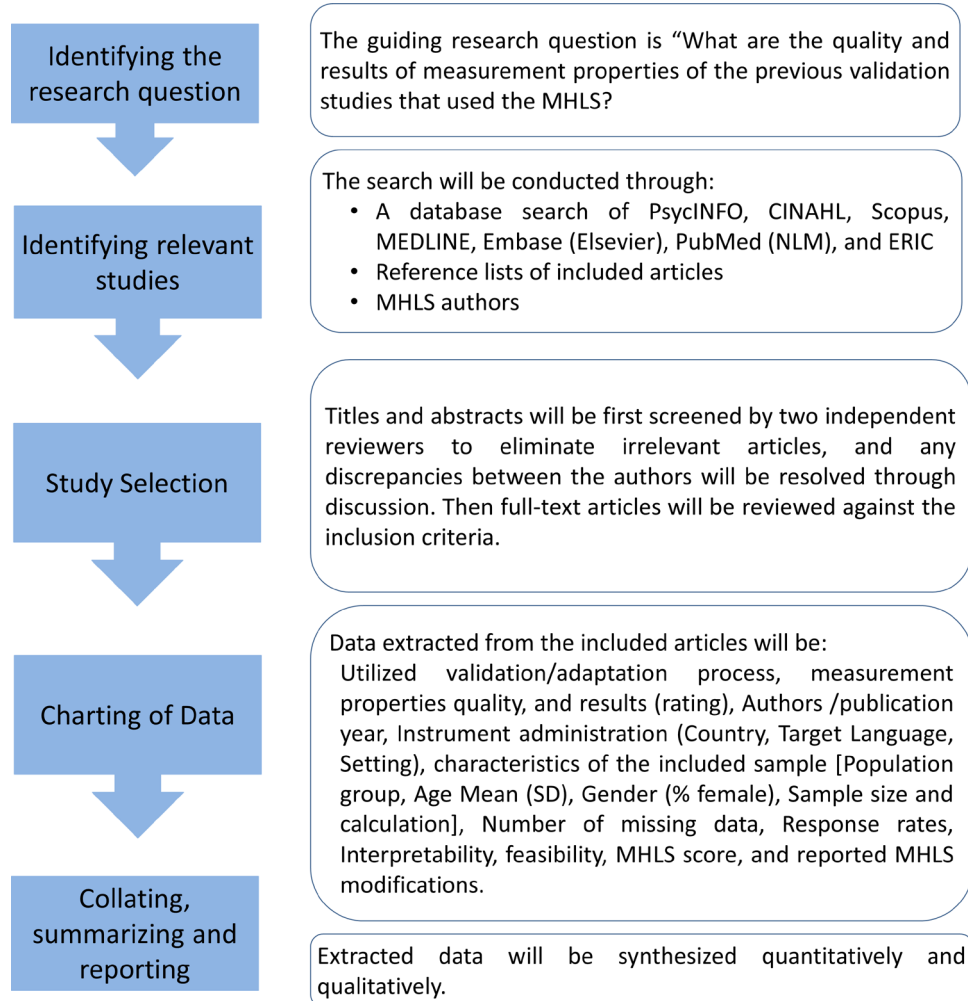 Identifying the
research question
The guiding research question is “What are the quality and
results of measurement properties of the previous validation
studies that used the MHLS?
Identifying relevant
studies
The search will be conducted through:
• A database search of PsycINFO, CINAHL, Scopus,
MEDLINE, Embase (Elsevier), PubMed (NLM), and ERIC
• Reference lists of included articles
• MHLS authors
Study Selection
Titles and abstracts will be first screened by two independent
reviewers to eliminate irrelevant articles, and any
discrepancies between the authors will be resolved through
discussion. Then full-text articles will be reviewed against the
inclusion criteria.
Charting of Data
Data extracted from the included articles will be:
Utilized validation/adaptation process, measurement
properties quality, and results (rating), Authors /publication
year, Instrument administration (Country, Target Language,
Setting), characteristics of the included sample [Population
group, Age Mean (SD), Gender (% female), Sample size and
calculation], Number of missing data, Response rates,
Interpretability, feasibility, MHLS score, and reported MHLS
modifications.
Collating,
summarizing and
reporting
Extracted data will be synthesized quantitatively and
qualitatively.